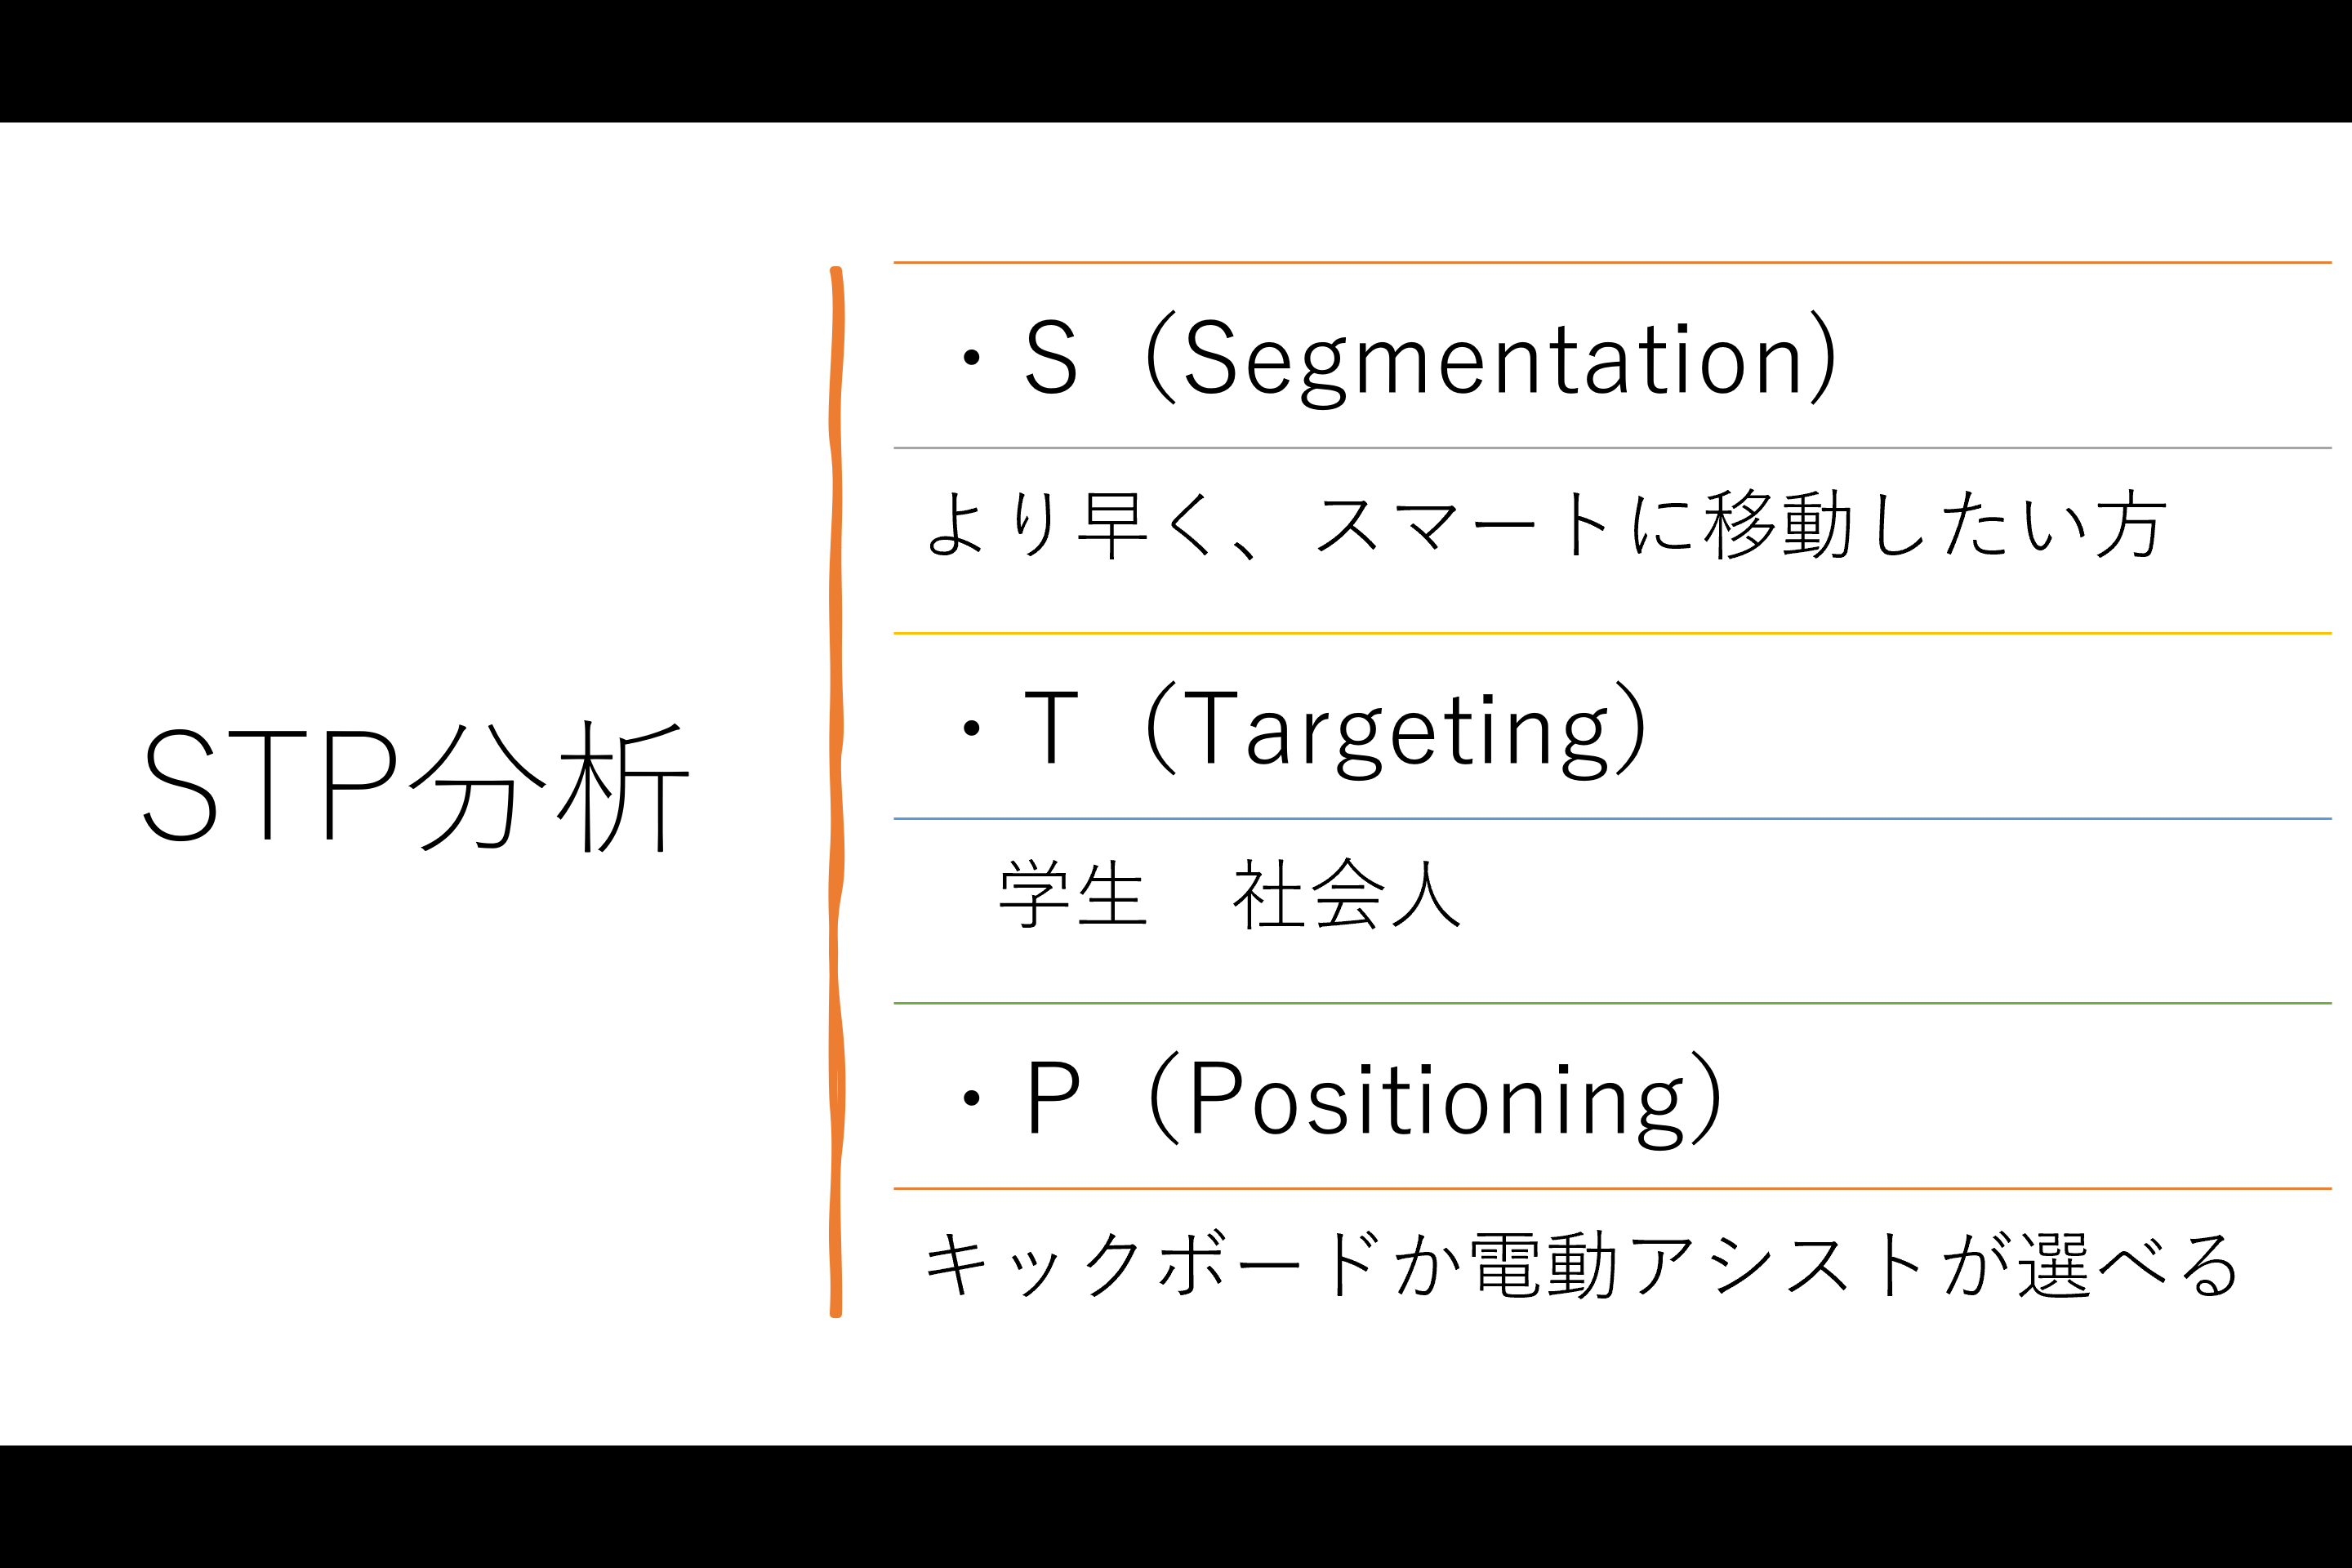 STP分析
・S（Segmentation）
より早く、スマートに移動したい方
・T（Targeting）
学生　社会人
・P（Positioning）
キックボードか電動アシストが選べる